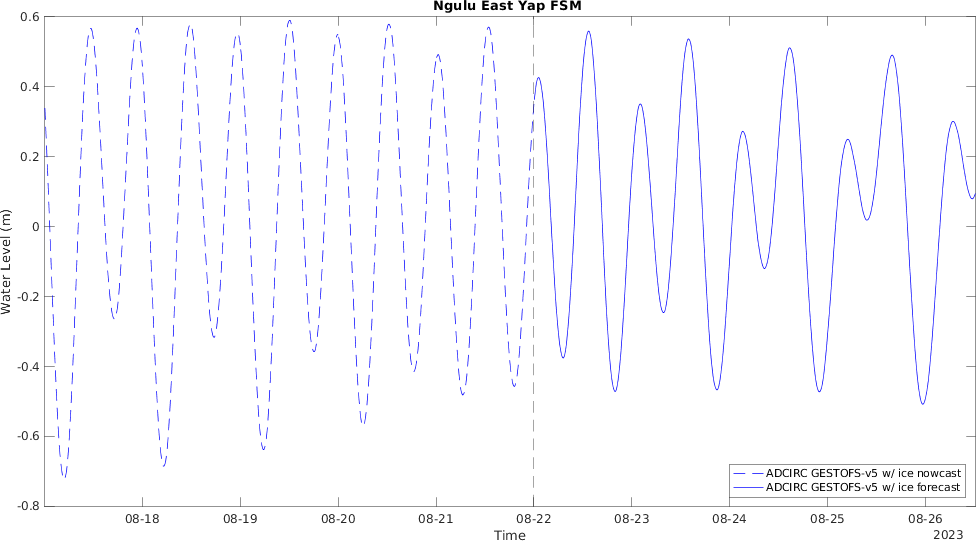 Ngulu East Yap FSM
0.6
0.4
0.2
0
-0.2
-0.4
-0.6
-0.8
Water Level (m)
ADCIRC GESTOFS-v5 w/ ice nowcast
ADCIRC GESTOFS-v5 w/ ice forecast
08-18 08-19 08-20 08-21 08-22 08-23 08-24 08-25 08-26
Time
2023